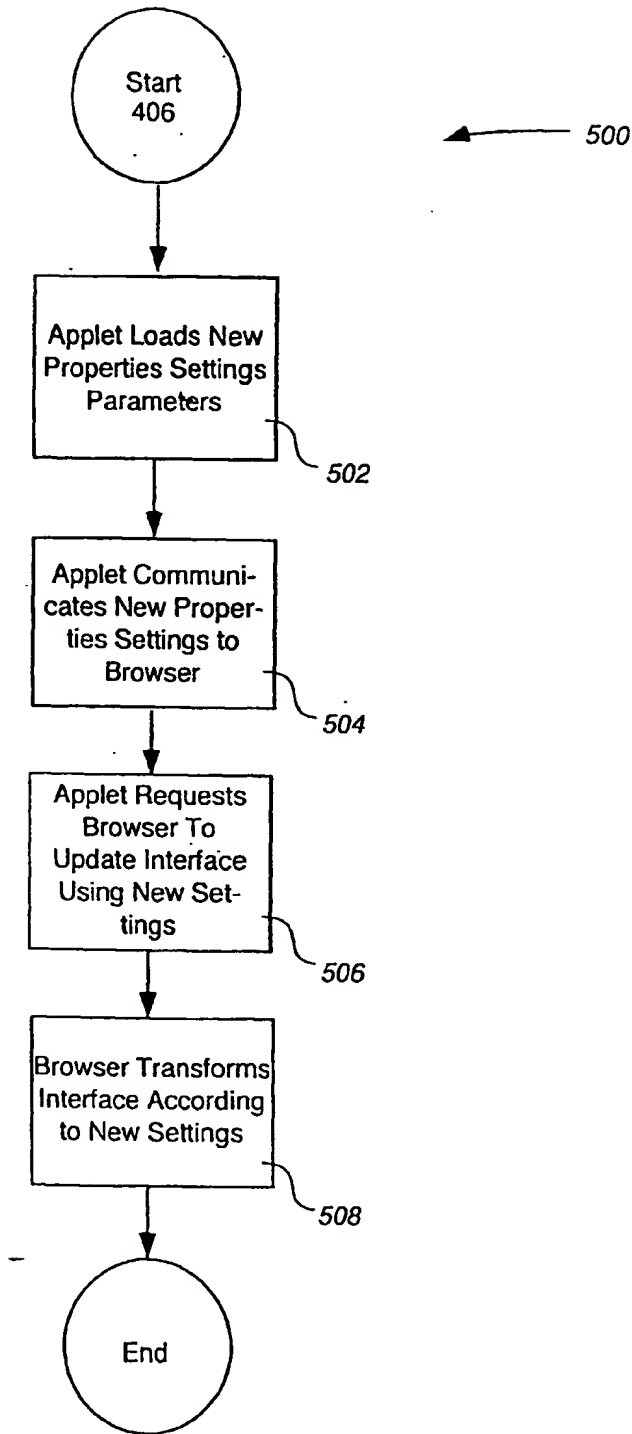 Start
406
500
Applet Loads New
Properties Settings
Parameters
502
Applet Communi-
cates New Proper-
ties Settings to
Browser
504
Applet Requests
Browser To
Update Interface
Using New Set-
tings
506
Browser Transforms
Interface According
to New Settings
508
End